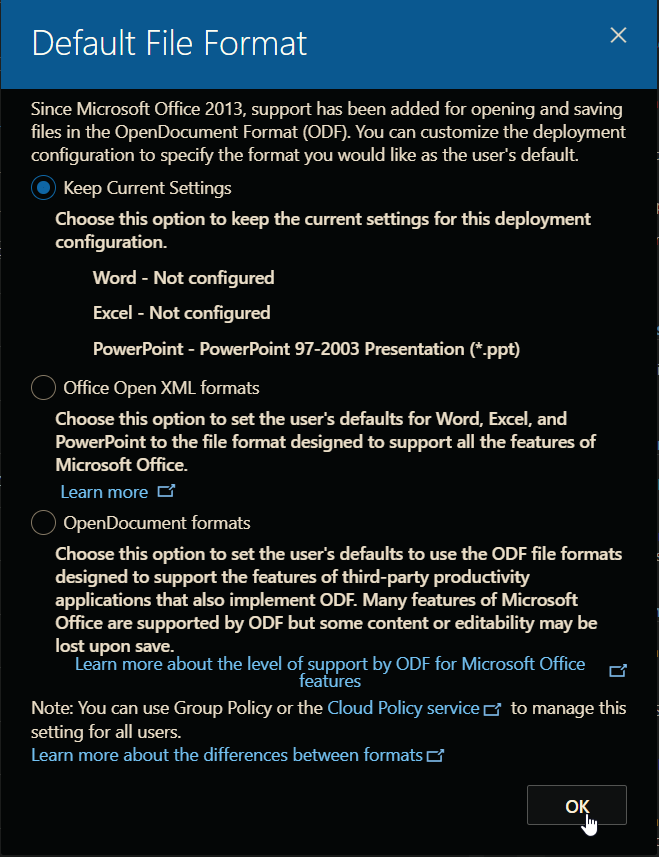 Default File Format
Since Microsoft Office 2013, support has been added for opening and saving
files in the OpenDocument Format (ODF). You can customize the deployment
configuration to specify the format you would like as the user's default.
Keep Current Settings
Choose this option to keep the current settings for this deployment
configuration.
Word - Not configured
Excel - Not configured
PowerPoint - PowerPoint 97-2003 Presentation (*.ppt)
Office Open XML formats
Choose this option to set the user's defaults for Word, Excel, and
PowerPoint to the file format designed to support all the features of
Microsoft Office.
Learn more
OpenDocument formats
Choose this option to set the user's defaults to use the ODF file formats
designed to support the features of third-party productivity
applications that also implement ODF. Many features of Microsoft
Office are supported by ODF but some content or editability may be
lost upon save.
Learn more about the level of support by ODF for Microsoft Office
features
Note: You can use Group Policy or the Cloud Policy service to manage this
setting for all users.
Learn more about the differences between formats
OK